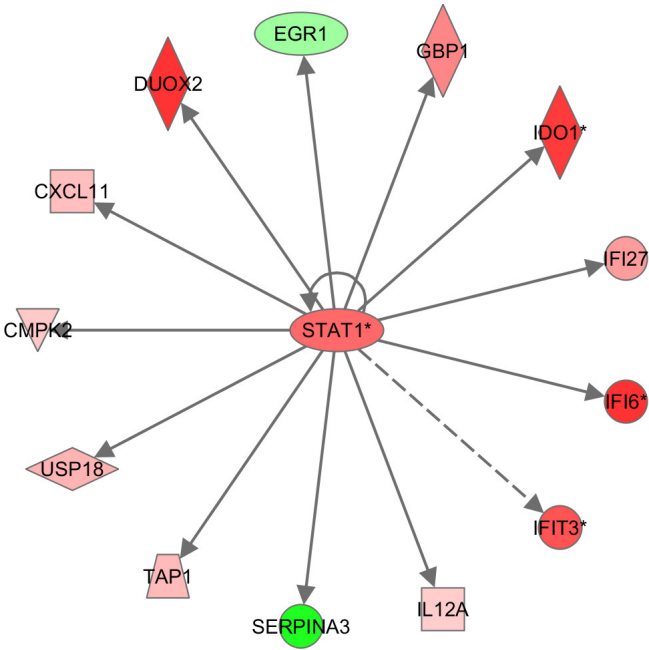 EGR1
GBP1
DUOX2
IDO1*
CXCL11
IFI27
STAT1*
CMPK2
IFI6*
USP18
IFIT3*
TAP1
IL12A
SERPINA3